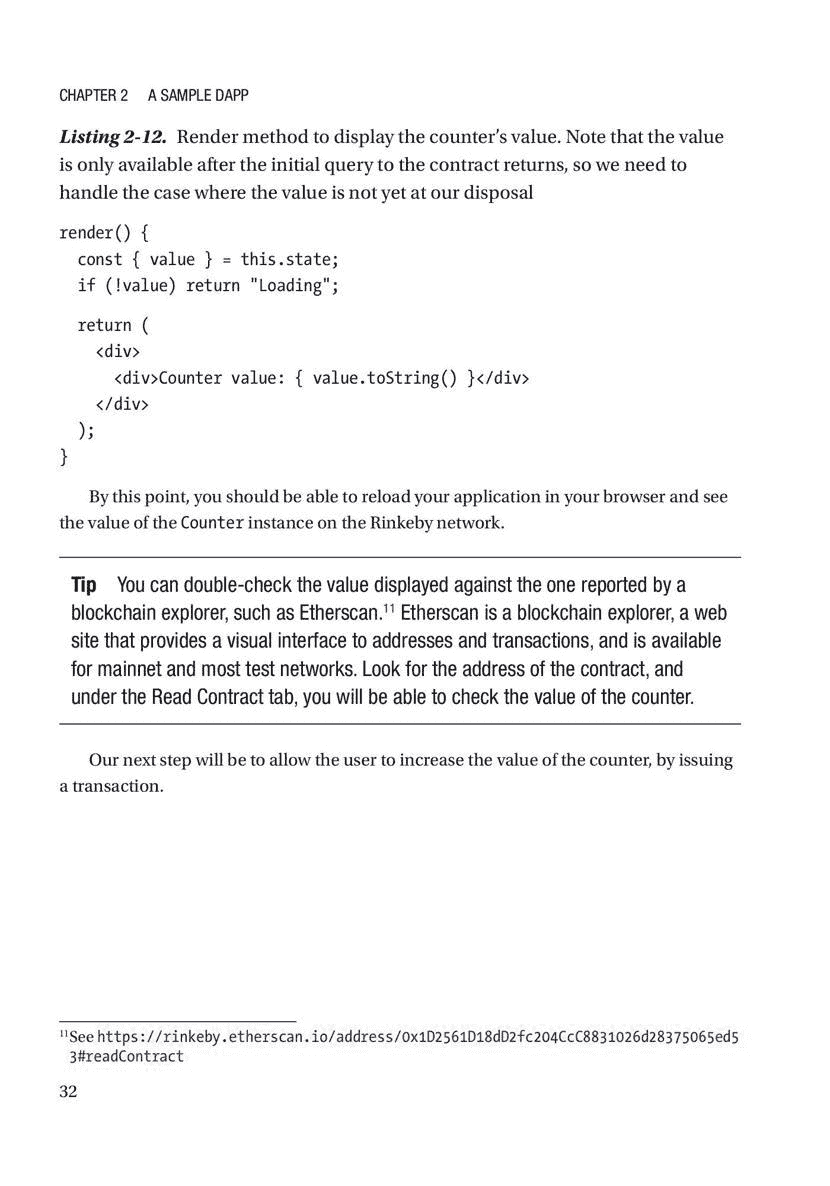 CHAPTER 2 A SAMPLE DAPP
Listing 2-12. Render method to display the counter’s value. Note that the value
is only available after the initial query to the contract returns, so we need to
handle the case where the value is not yet at our disposal
render() {
  const { value } = this.state;
  if (!value) return "Loading";
  return (
    <div>
      <div>Counter value: { value.toString() }</div>
    </div>
  );
}
By this point, you should be able to reload your application in your browser and see
the value of the Counter instance on the Rinkeby network.
Tip You can double-check the value displayed against the one reported by a
blockchain explorer, such as Etherscan.¹¹ Etherscan is a blockchain explorer, a web
site that provides a visual interface to addresses and transactions, and is available
for mainnet and most test networks. Look for the address of the contract, and
under the Read Contract tab, you will be able to check the value of the counter.
Our next step will be to allow the user to increase the value of the counter, by issuing
a transaction.
¹¹See https://rinkeby.etherscan.io/address/0x1D2561D18dD2fc204CcC8831026d28375065ed5
3#readContract
32